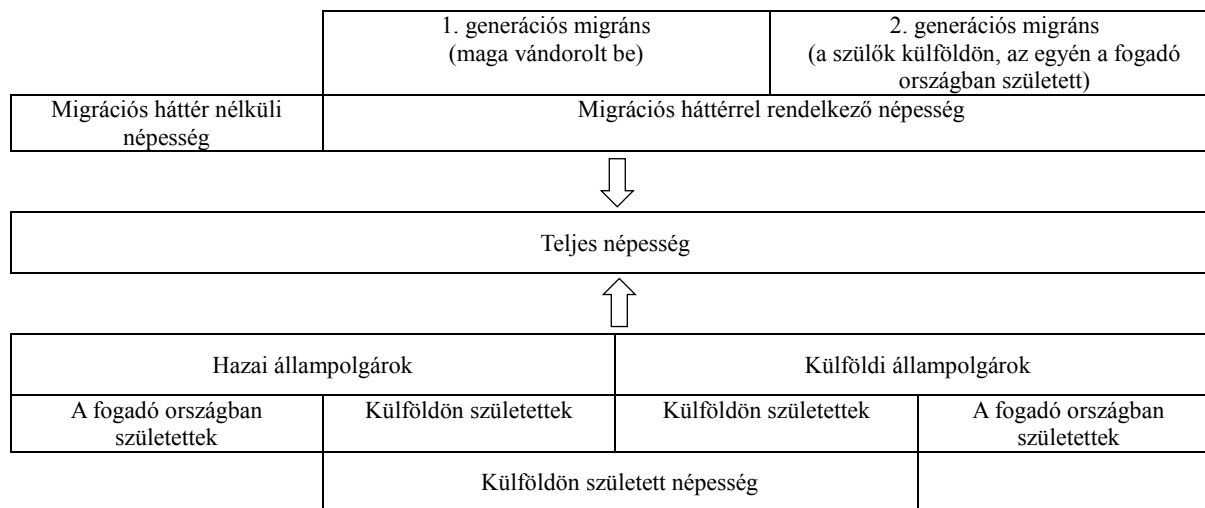 1. generációs migráns
(maga vándorolt be)
2. generációs migráns
(a szülők külföldön, az egyén a fogadó
országban született)
Migrációs háttér nélküli
népesség
Migrációs háttérrel rendelkező népesség
Teljes népesség
Hazai állampolgárok
Külföldi állampolgárok
A fogadó országban
születettek
Külföldön születettek
Külföldön születettek
A fogadó országban
születettek
Külföldön született népesség